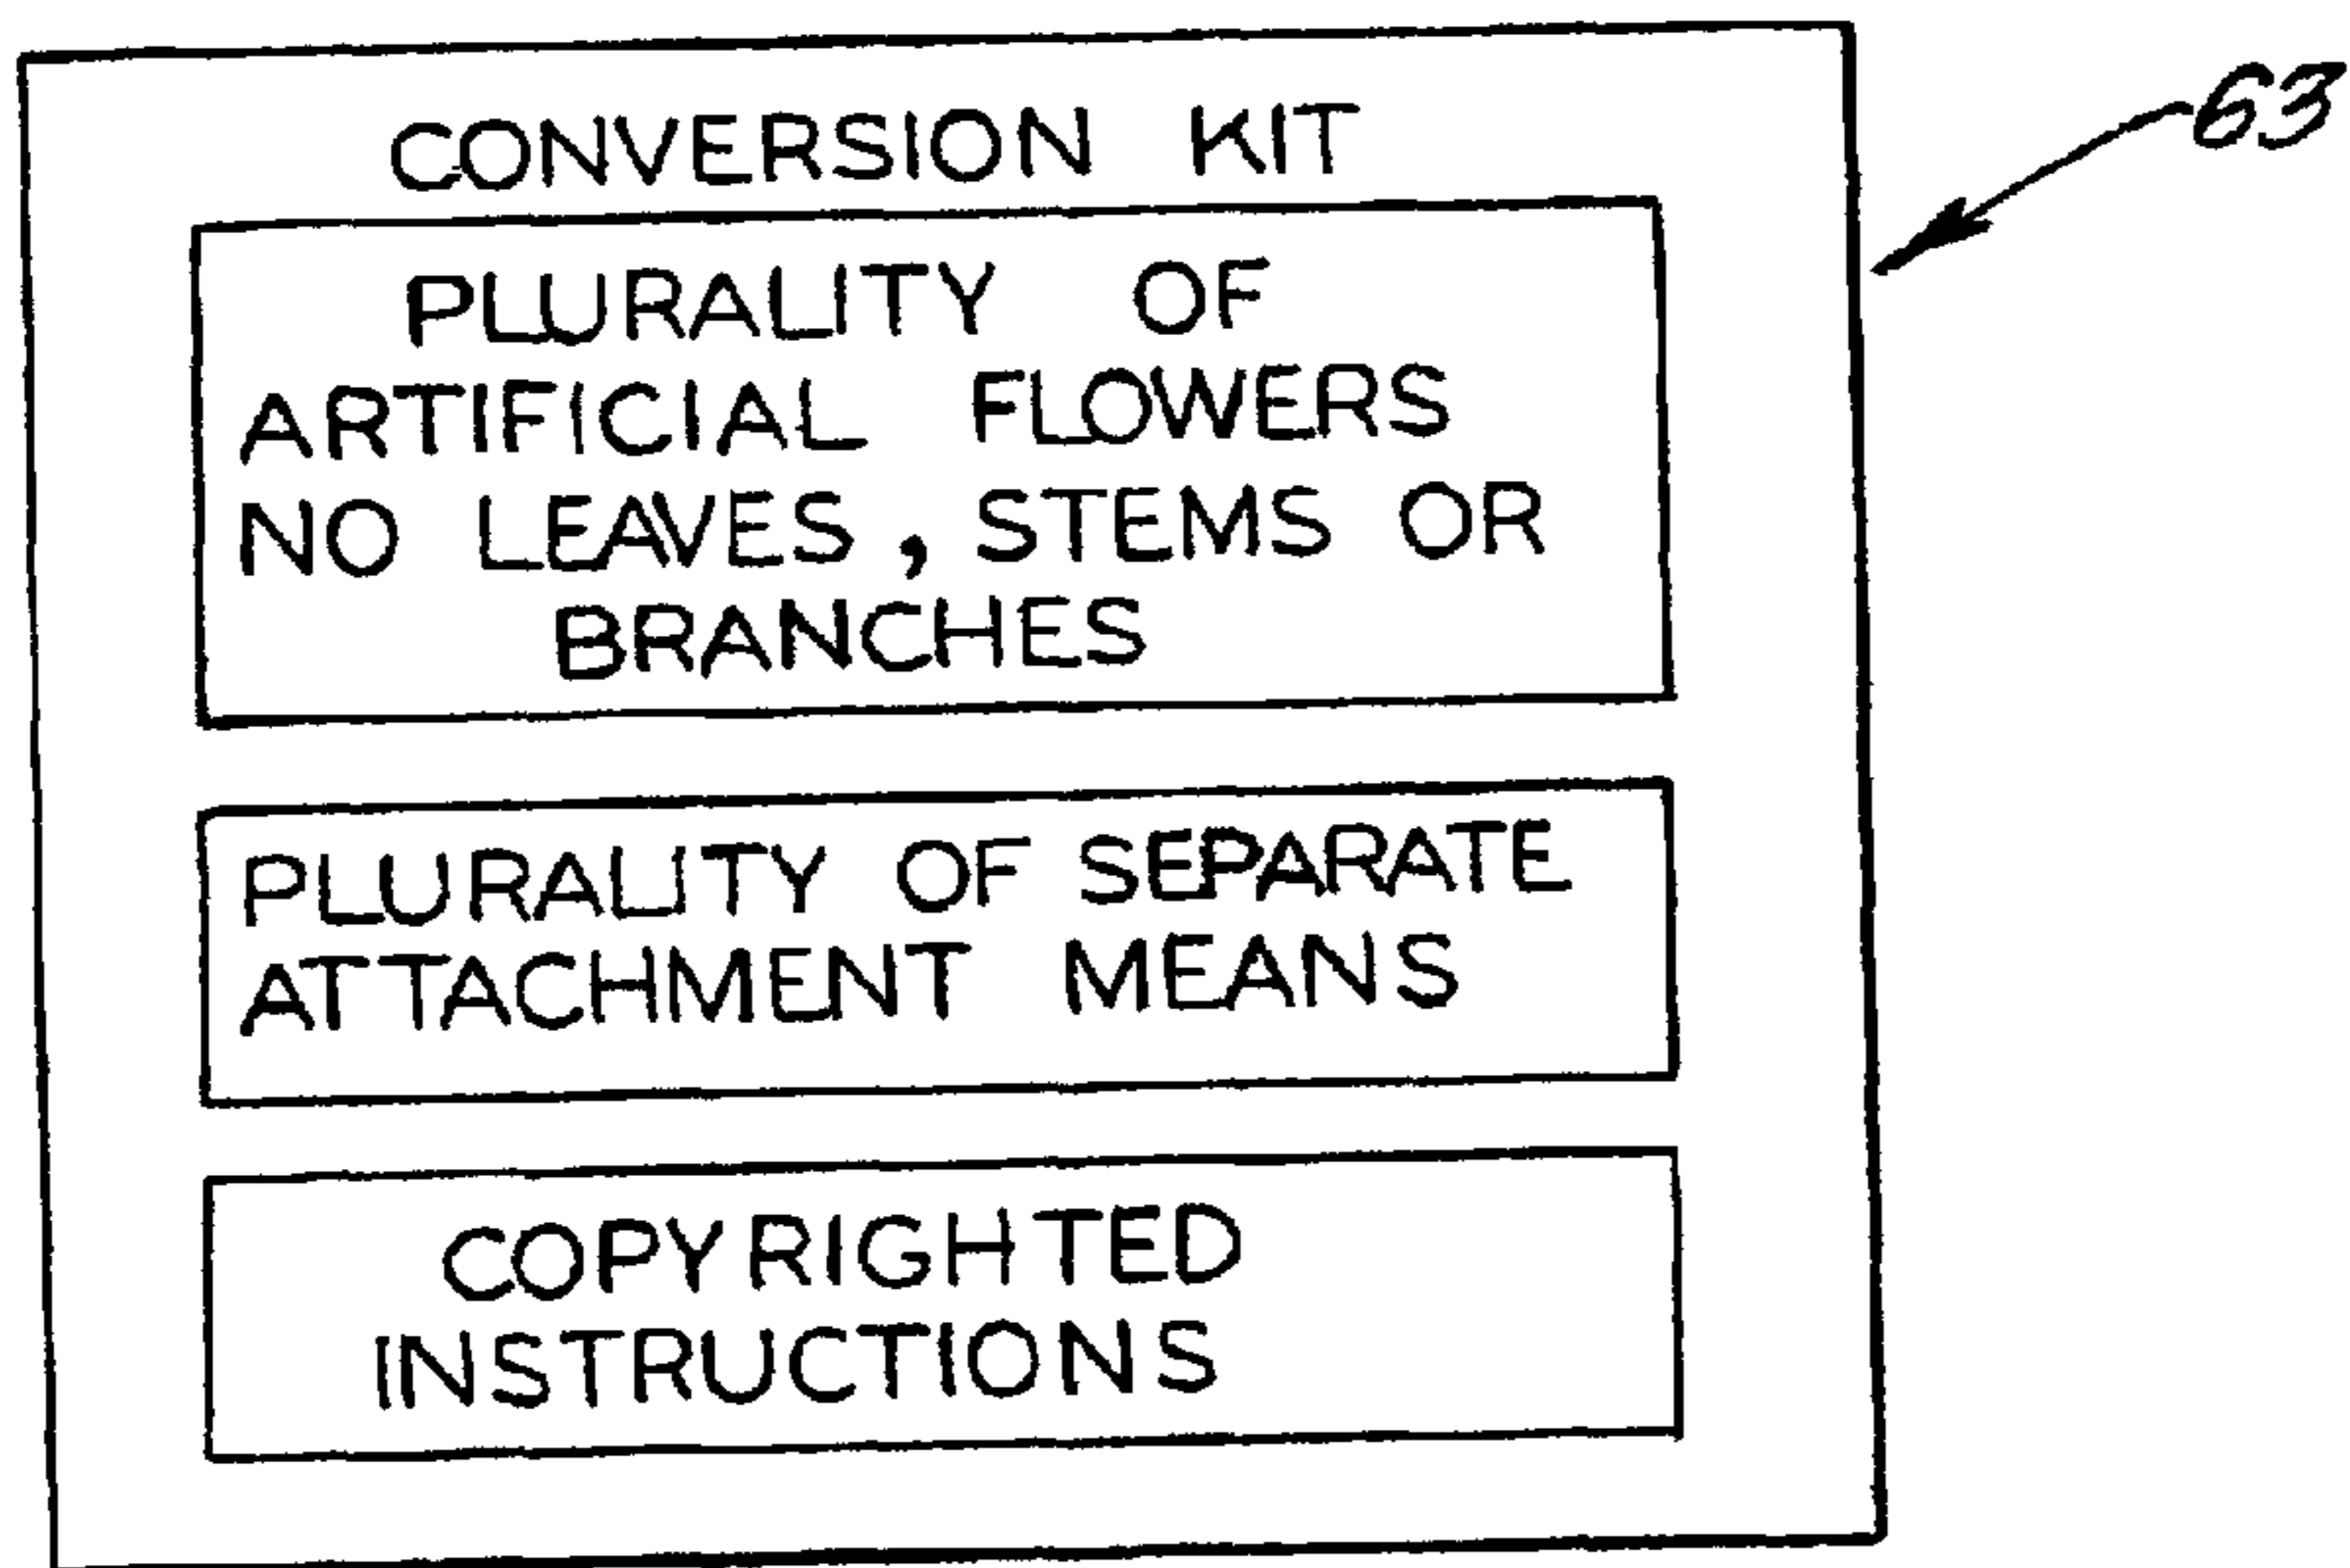 CONVERSION KIT
63
PLURALITY OF
ARTIFICIAL FLOWERS
NO LEAVES, STEMS OR
BRANCHES
PLURALITY OF SEPARATE
ATTACHMENT MEANS
COPYRIGHTED
INSTRUCTIONS